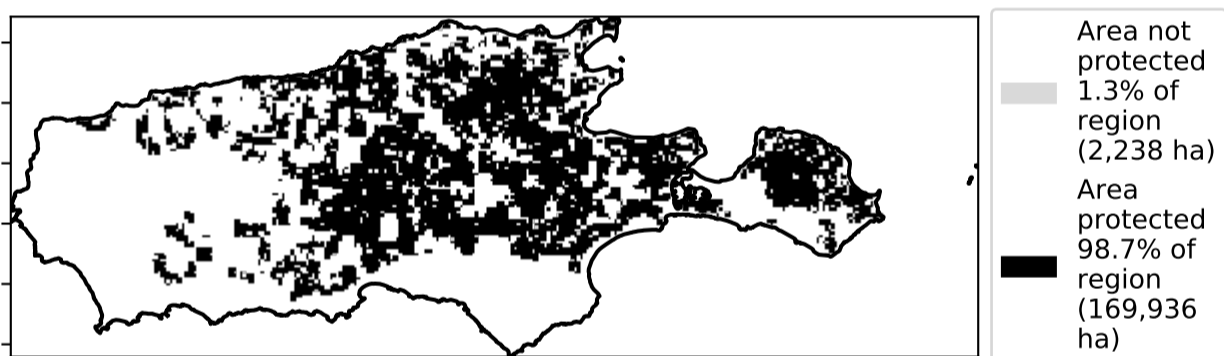 Area not
protected
1.3% of
region
(2,238 ha)
Area
protected
98.7% of
region
(169,936
ha)